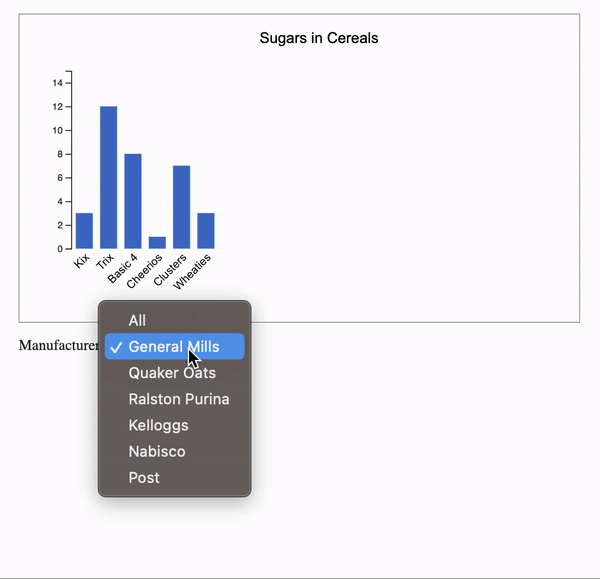 Sugars in Cereals
14
12
10
8
6
4
2
0
Kix
Trix
Basic 4
Cheerios
Clusters
Wheaties
Manufacturer
All
✓ General Mills
Quaker Oats
Ralston Purina
Kelloggs
Nabisco
Post